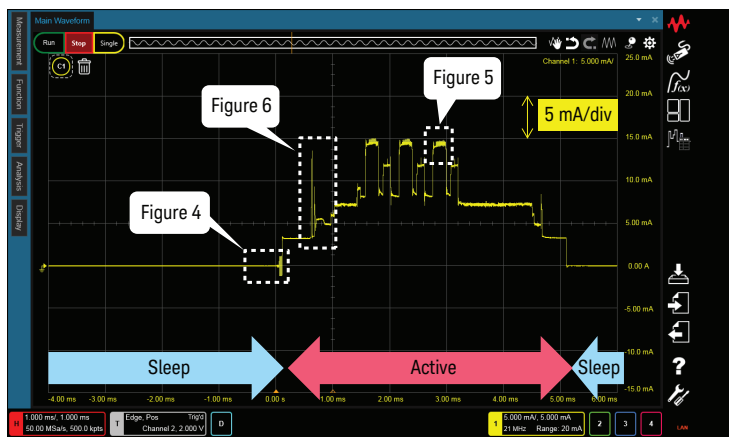 Main Waveform
Measurement
Function
Trigger
Analysis
Display
Run
Stop
Single
C1
Channel 1: 5.000 mA/
25.0 mA
20.0 mA
15.0 mA
10.0 mA
5.00 mA
0.00 A
-5.00 mA
-10.0 mA
-15.0 mA
f(x)
Figure 5
Figure 6
5 mA/div
Figure 4
Sleep
Active
Sleep
-4.00 ms
-3.00 ms
-2.00 ms
-1.00 ms
0.00 s
1.00 ms
2.00 ms
3.00 ms
4.00 ms
5.00 ms
6.00 ms
?
H
1.000 ms/, 1.000 ms
50.00 MSa/s, 500.0 kpts
T
Edge, Pos Trig'd
Channel 2, 2.000 V
D
1
5.000 mA/, 5.000 mA
21 MHz Range: 20 mA
2
3
4
LAN